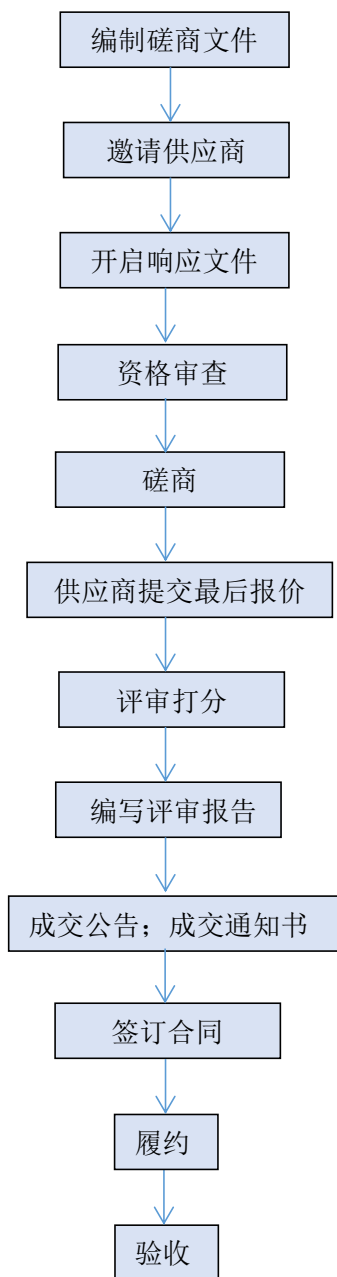 编制磋商文件
邀请供应商
开启响应文件
资格审查
磋商
供应商提交最后报价
评审打分
编写评审报告
成交公告；成交通知书
签订合同
履约
验收